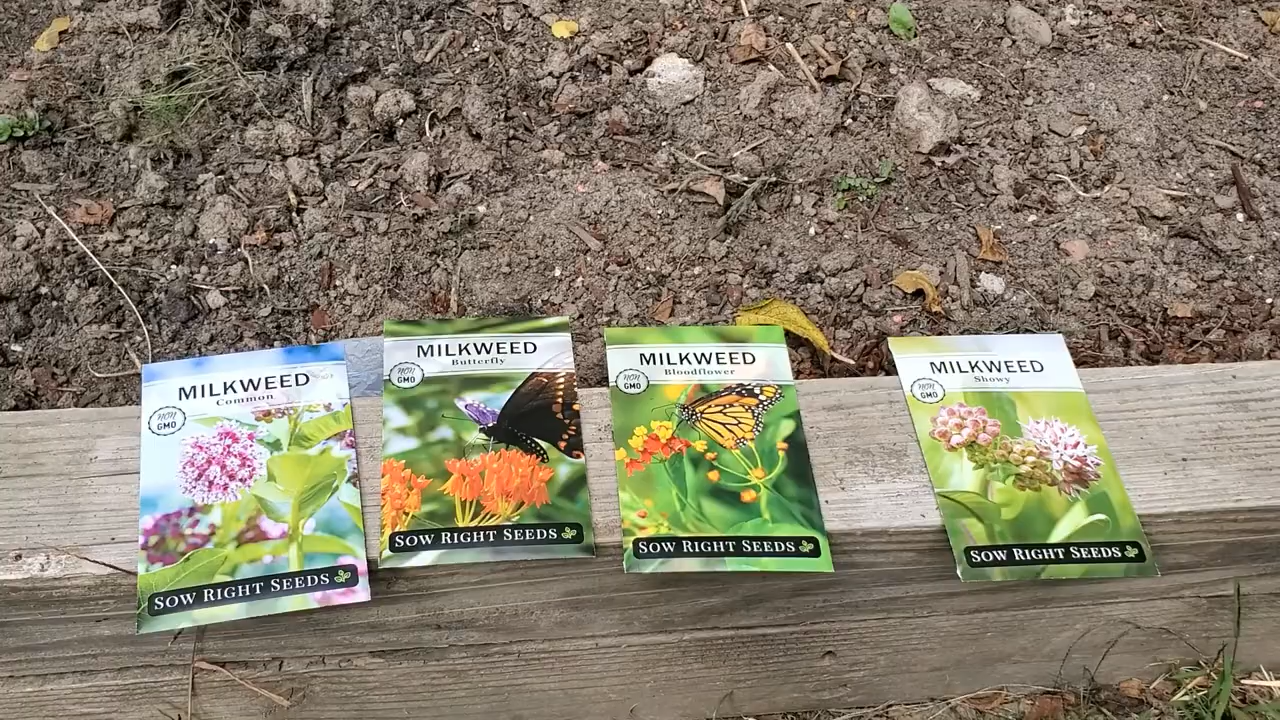 MILKWEED
Common
NON
GMO
SOW RIGHT SEEDS
MILKWEED
Butterfly
NON
GMO
SOW RIGHT SEEDS
MILKWEED
Bloodflower
NON
GMO
SOW RIGHT SEEDS
MILKWEED
Showy
NON
GMO
SOW RIGHT SEEDS